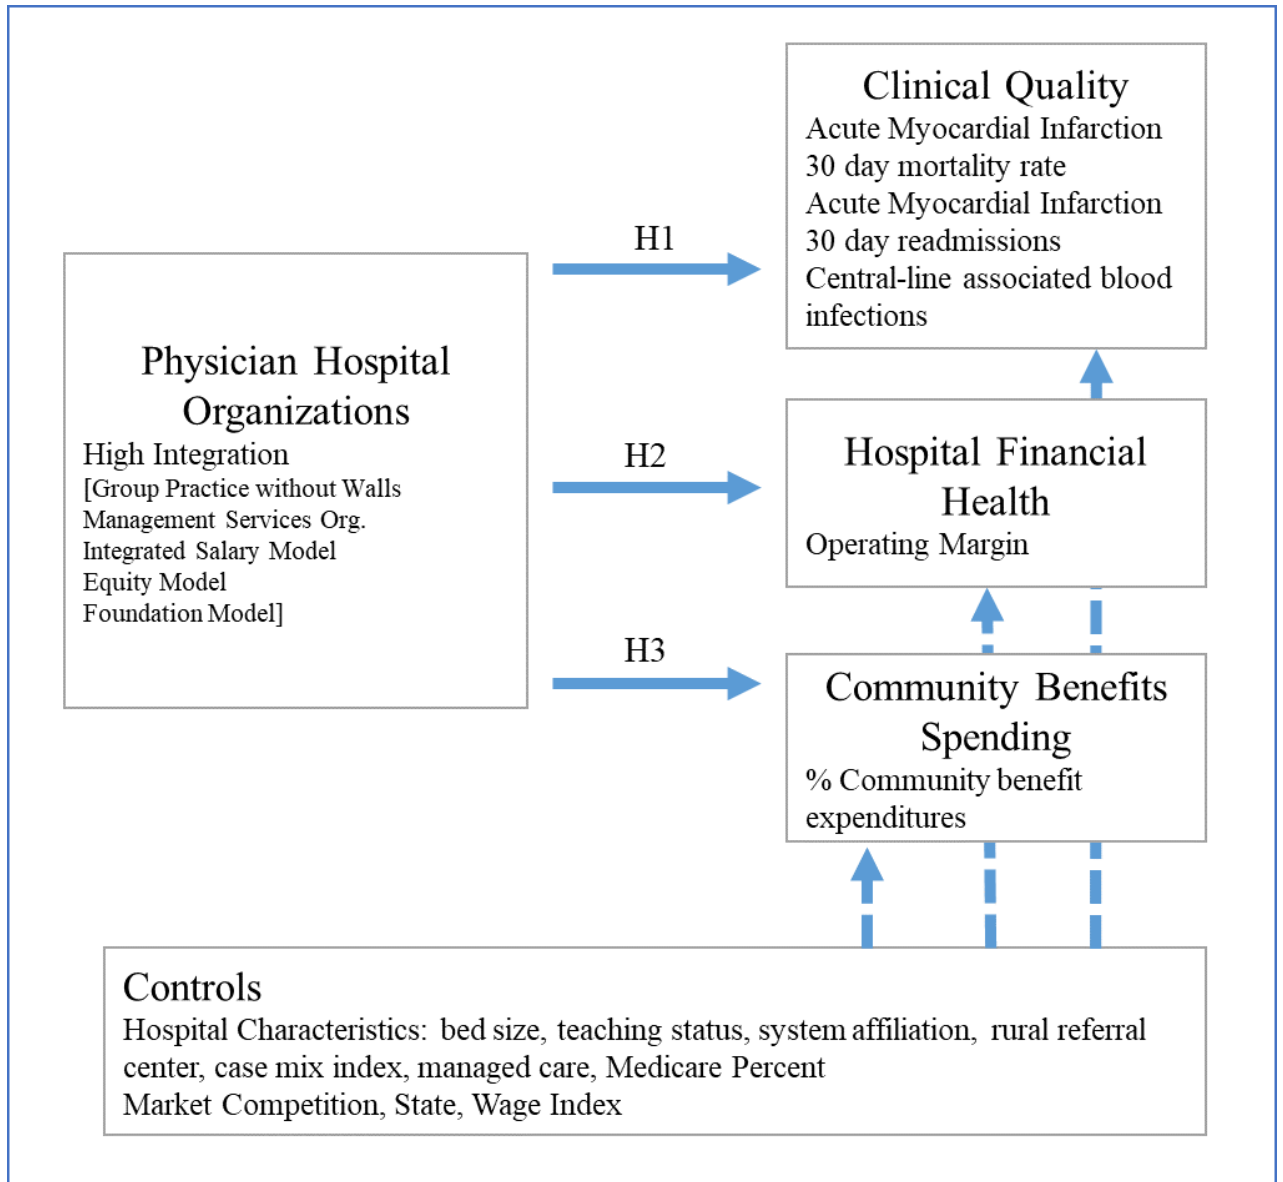 Clinical Quality
Acute Myocardial Infarction
30 day mortality rate
Acute Myocardial Infarction
30 day readmissions
Central-line associated blood
infections
H1
Physician Hospital
Organizations
High Integration
[Group Practice without Walls
Management Services Org.
Integrated Salary Model
Equity Model
Foundation Model]
H2
Hospital Financial
Health
Operating Margin
H3
Community Benefits
Spending
% Community benefit
expenditures
Controls
Hospital Characteristics: bed size, teaching status, system affiliation, rural referral
center, case mix index, managed care, Medicare Percent
Market Competition, State, Wage Index